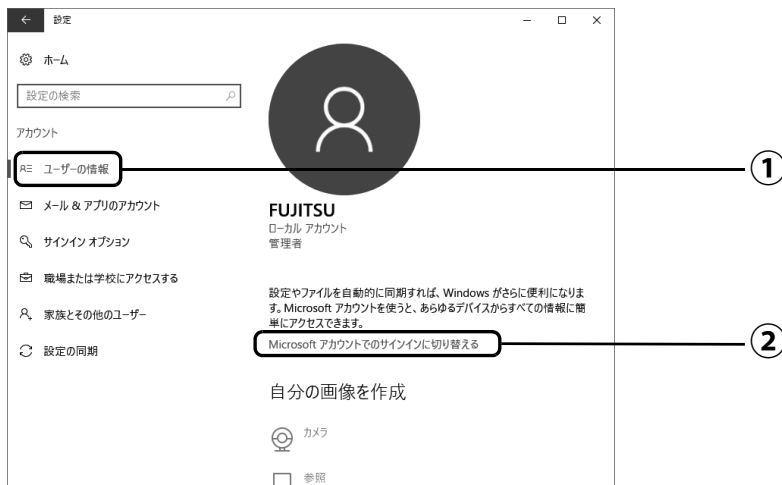 設定
ホーム
設定の検索
アカウント
ユーザーの情報
①
メール & アプリのアカウント
サインイン オプション
職場または学校にアクセスする
家族とその他のユーザー
設定の同期
FUJITSU
ローカル アカウント
管理者
設定やファイルを自動的に同期すれば、Windows がさらに便利になりま
す。Microsoft アカウントを使うと、あらゆるデバイスからすべての情報に簡
単にアクセスできます。
Microsoft アカウントでのサインインに切り替える
②
自分の画像を作成
カメラ
参照